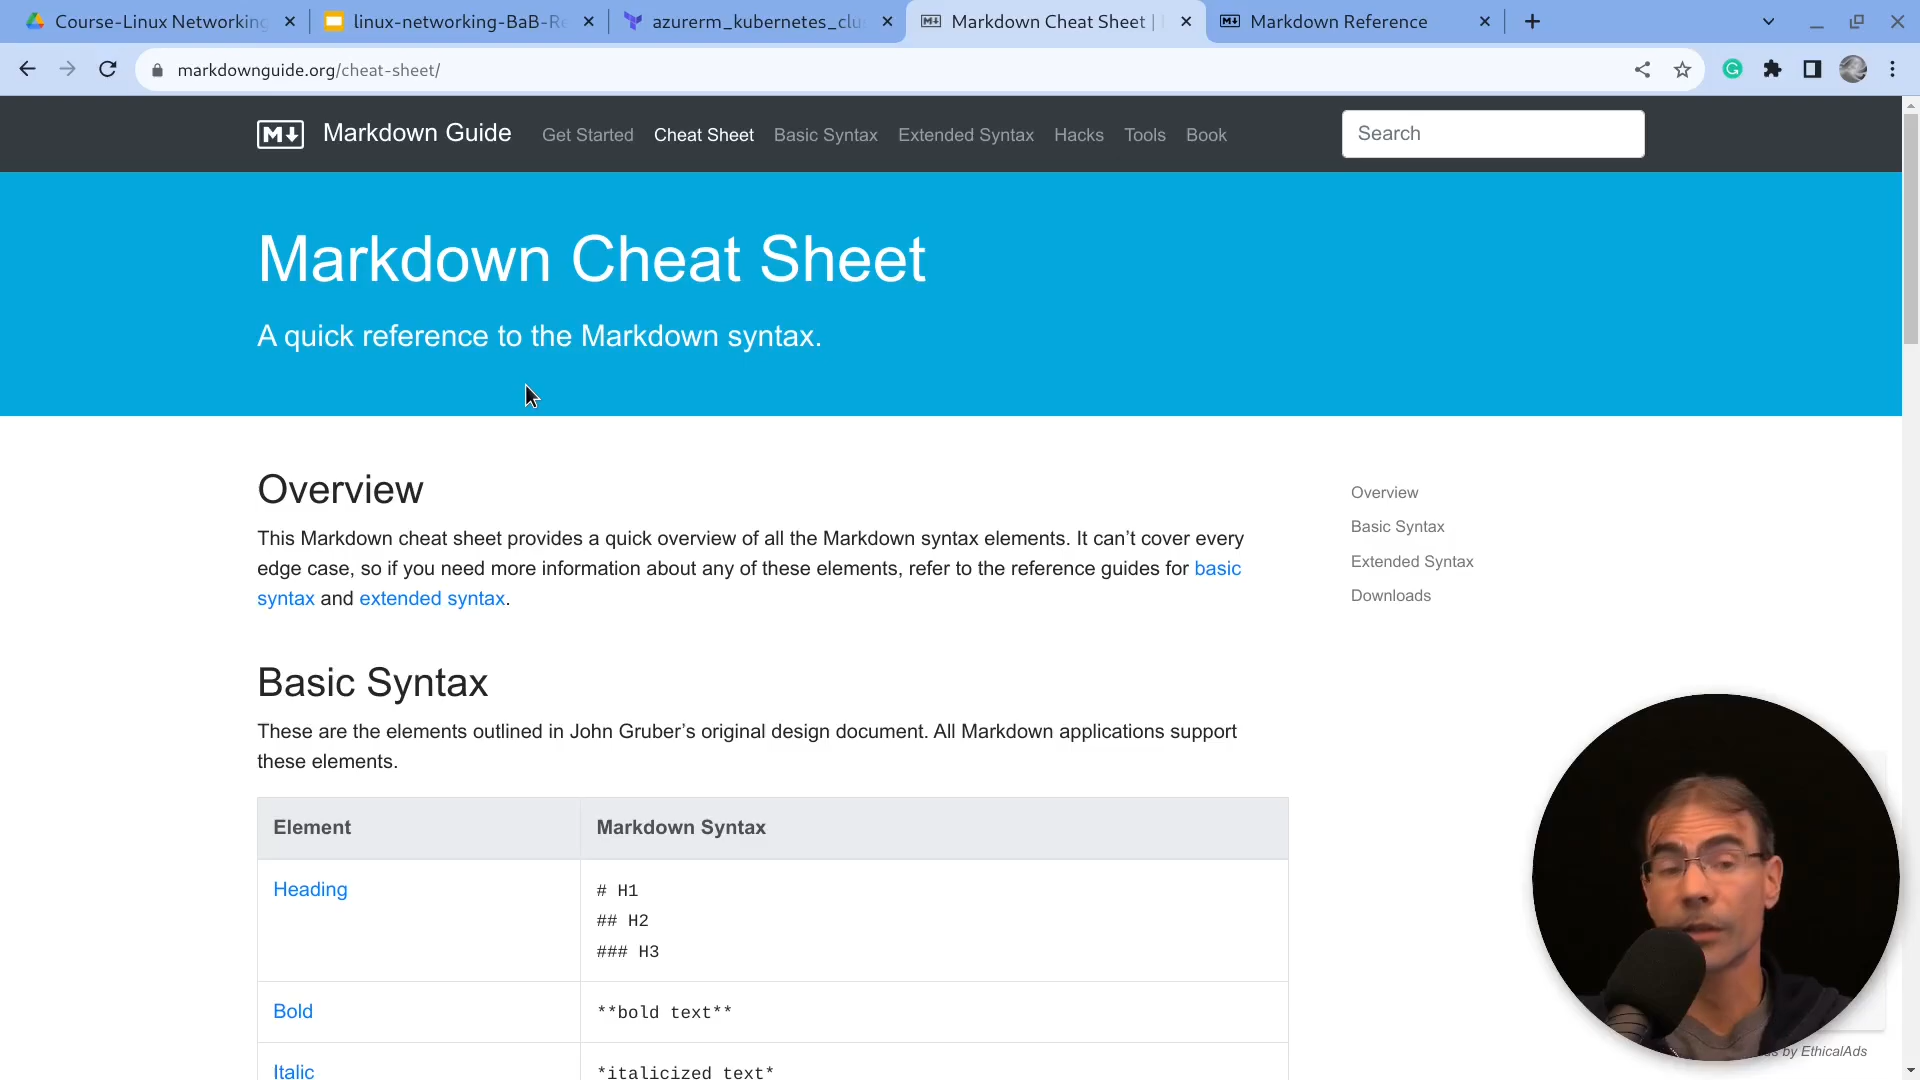 Course-Linux Networking
linux-networking-BaB-Re
azurerm_kubernetes_clu
Markdown Cheat Sheet |
Markdown Reference
markdownguide.org/cheat-sheet/
Markdown Guide
Get Started
Cheat Sheet
Basic Syntax
Extended Syntax
Hacks
Tools
Book
Search
Markdown Cheat Sheet
A quick reference to the Markdown syntax.
Overview
This Markdown cheat sheet provides a quick overview of all the Markdown syntax elements. It can’t cover every
edge case, so if you need more information about any of these elements, refer to the reference guides for basic
syntax and extended syntax.
Overview
Basic Syntax
Extended Syntax
Downloads
Basic Syntax
These are the elements outlined in John Gruber’s original design document. All Markdown applications support
these elements.
Element
Markdown Syntax
Heading
# H1
## H2
### H3
Bold
**bold text**
Italic
*italicized text*
by EthicalAds